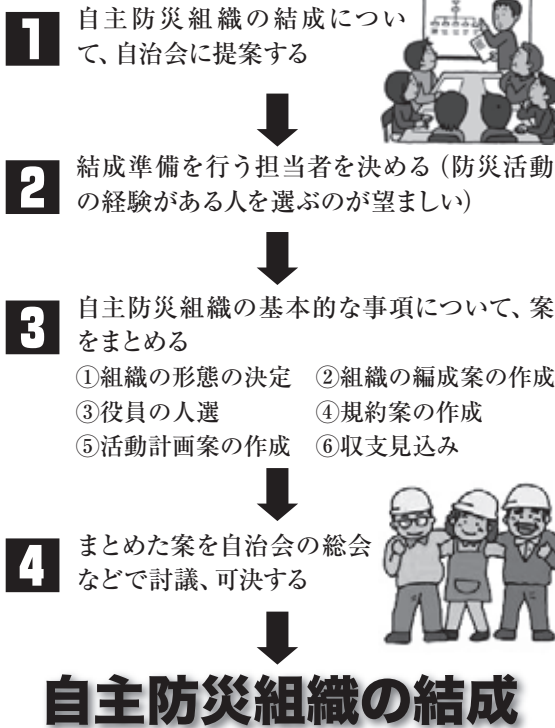 1 自主防災組織の結成につい
て、自治会に提案する
2 結成準備を行う担当者を決める（防災活動
の経験がある人を選ぶのが望ましい）
3 自主防災組織の基本的な事項について、案
をまとめる
①組織の形態の決定 ②組織の編成案の作成
③役員の人選 ④規約案の作成
⑤活動計画案の作成 ⑥収支見込み
4 まとめた案を自治会の総会
などで討議、可決する
自主防災組織の結成